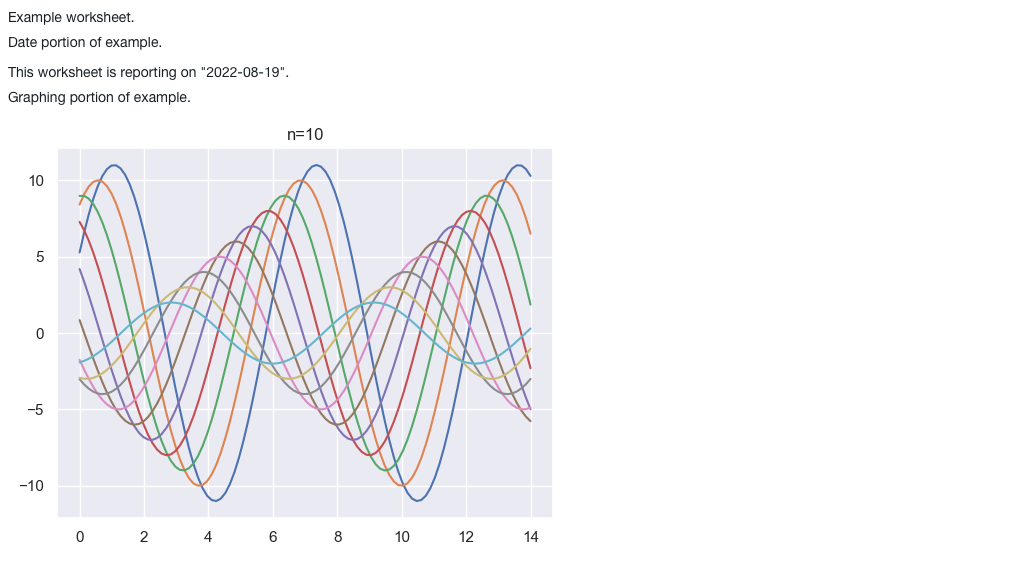 Example worksheet.
Date portion of example.
This worksheet is reporting on "2022-08-19".
Graphing portion of example.
n=10
10
5
0
−5
−10
0 2 4 6 8 10 12 14